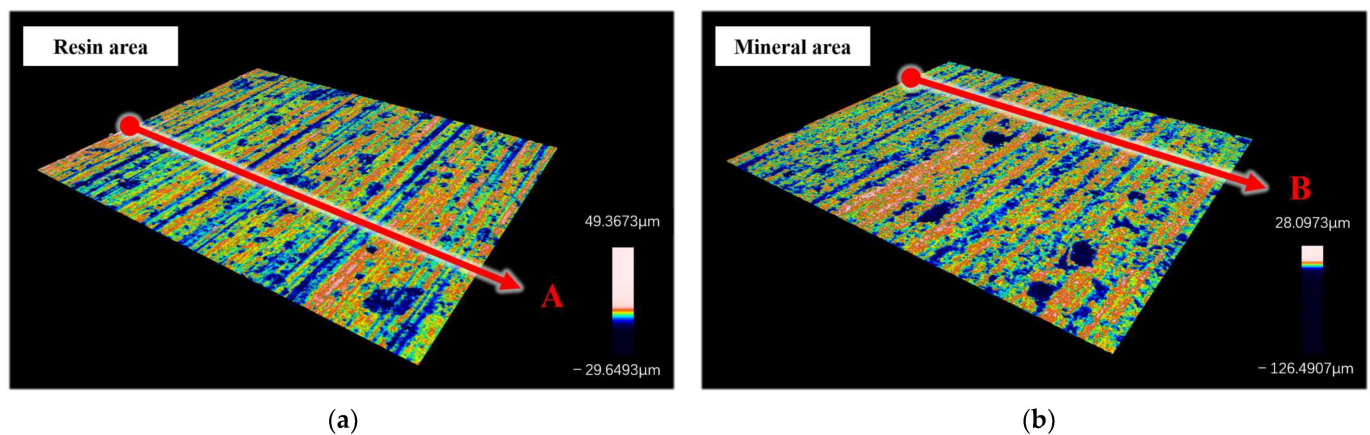 Resin area
49.3673μm
A
− 29.6493μm
(a)
Mineral area
B
28.0973μm
− 126.4907μm
(b)